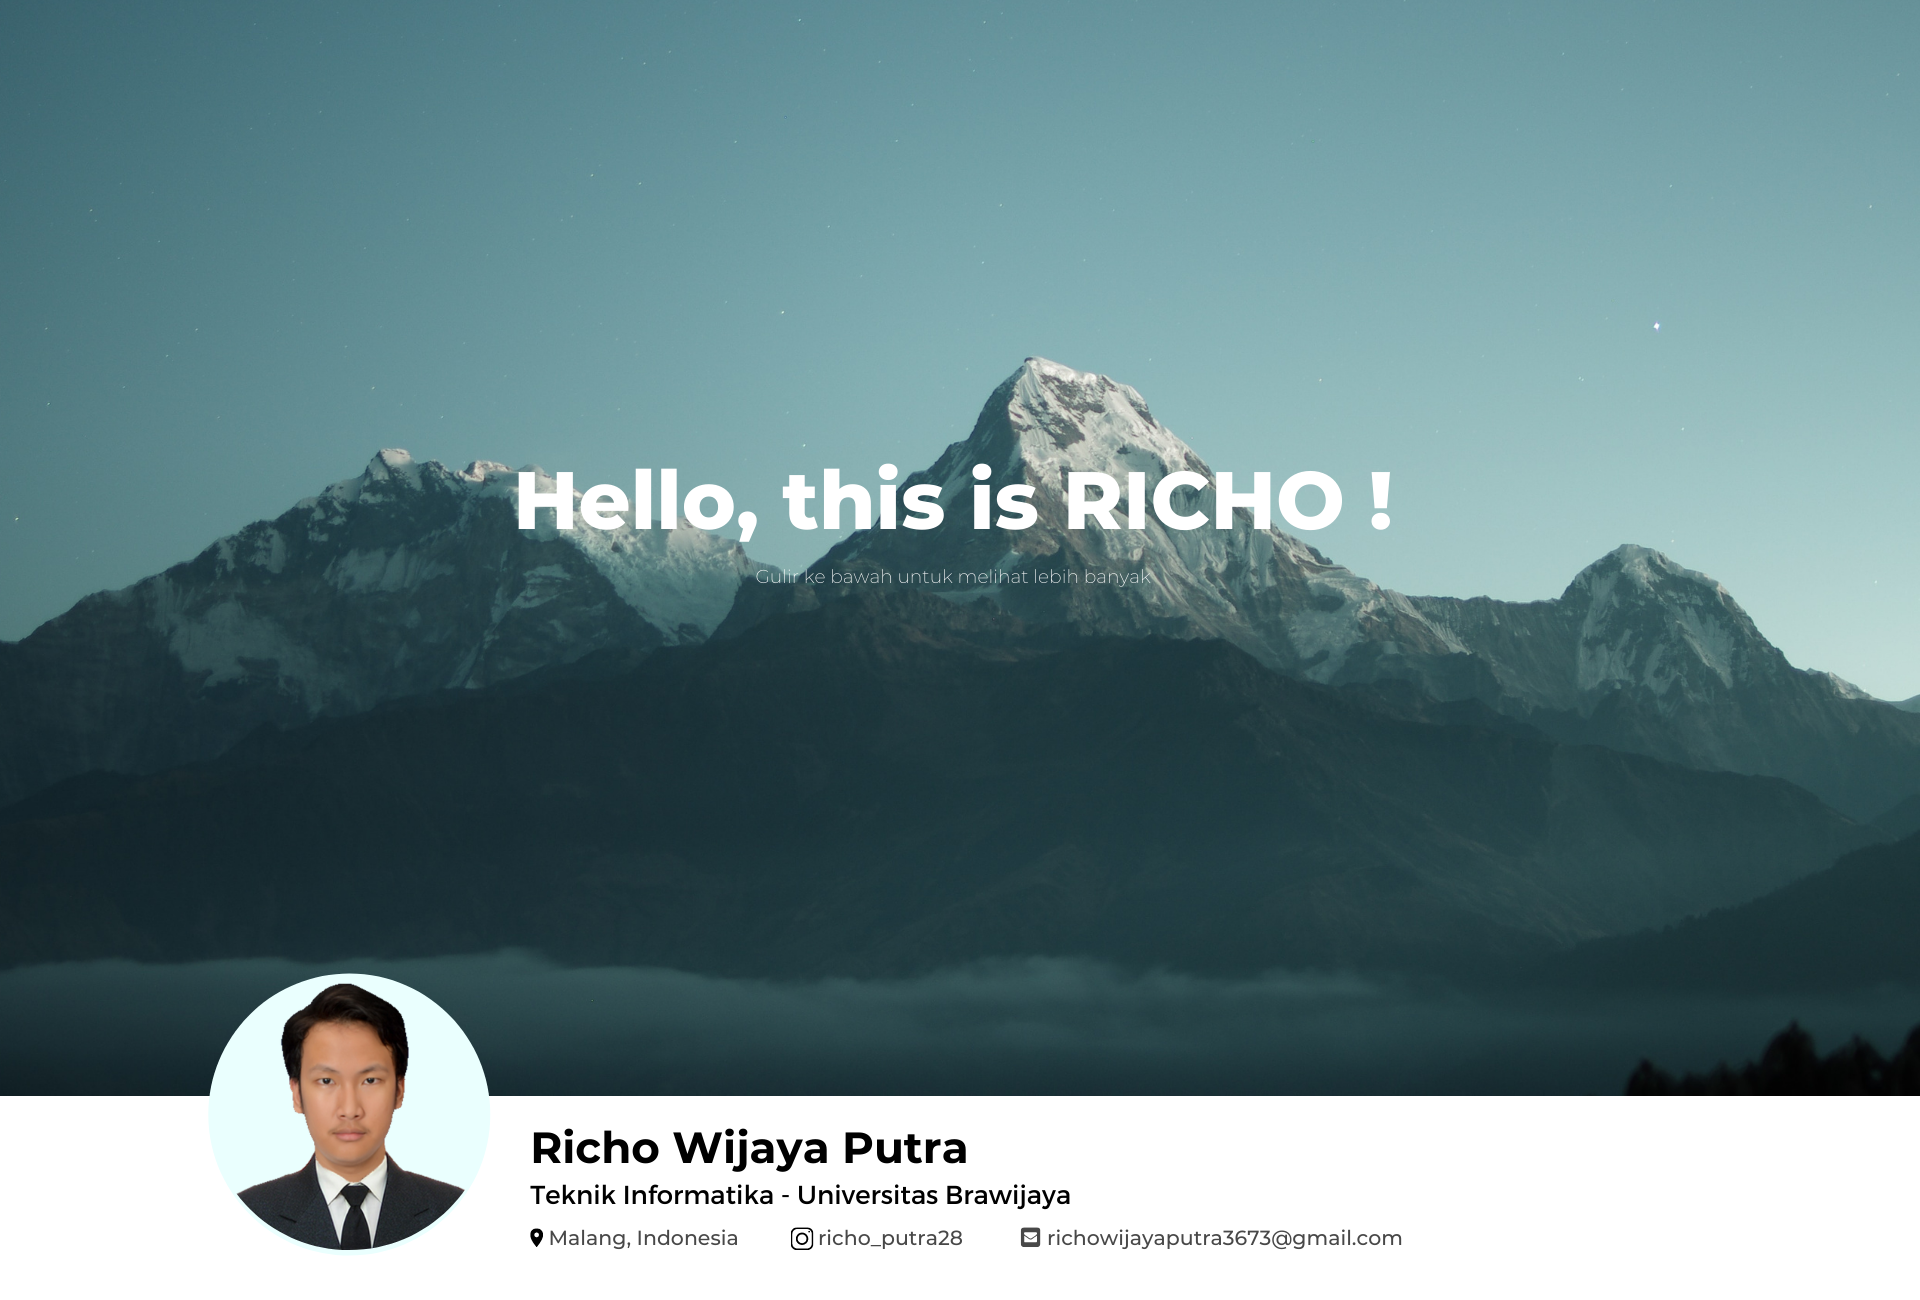 Hello, this is RICHO !
Gulir ke bawah untuk melihat lebih banyak
Richo Wijaya Putra
Teknik Informatika - Universitas Brawijaya
Malang, Indonesia richo_putra28 richowijayaputra3673@gmail.com